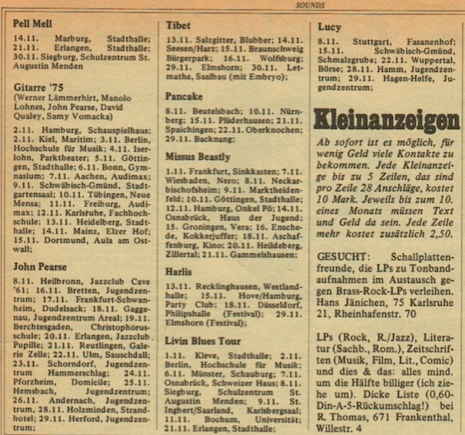 SOUNDS
Pell Mell
14.11. Marburg, Stadthalle;
21.11. Erlangen, Stadthalle;
30.11. Siegburg, Schulzentrum St.
Augustin Menden
Gitarre '75
(Werner Lämmerhirt, Manolo
Lohnes, John Pearse, David
Qualey, Samy Vomacka)
2.11. Hamburg, Schauspielhaus;
2.11. Kiel, Maritim; 3.11. Berlin,
Hochschule für Musik; 4.11. Iser-
lohn, Parktheater; 5.11. Göttin-
gen, Stadthalle; 6.11. Bonn, Gym-
nasium; 7.11. Aachen, Audimax;
9.11. Schwäbisch-Gmünd, Stadt-
gartensaal; 10.11. Tübingen, Neue
Mensa; 11.11. Freiburg, Audi-
max; 12.11. Karlsruhe, Fachhoch-
schule; 13.11. Heidelberg, Stadt-
halle; 14.11. Mainz, Elzer Hof;
15.11. Dortmund, Aula am Ost-
wall;
John Pearse
8.11. Heilbronn, Jazzclub Cave
'61; 16.11. Bretten, Jugendzen-
trum; 17.11. Frankfurt-Schwan-
heim, Dudelsack; 18.11. Gagge-
nau, Jugendzentrum Areal; 19.11.
Berchtesgaden, Christophorus-
schule; 20.11. Erlangen, Jazzclub
Pupille; 21.11. Reutlingen, Gale-
rie Zelle; 22.11. Ulm, Sauschdall;
23.11. Schorndorf, Jugendzen-
trum Hammerschlag; 24.11.
Pforzheim, Domicile; 25.11.
Hemsbach, Jugendzentrum;
26.11. Andernach, Jugendzen-
trum; 28.11. Holzminden, Strand-
hotel; 29.11. Herford, Jugendzen-
trum;
Tibet
13.11. Salzgitter, Blubber; 14.11.
Seesen/Harz; 15.11. Braunschweig
Bürgerpark; 16.11. Wolfsburg;
29.11. Elmshorn; 30.11. Let-
mathe, Saalbau (mit Embryo);
Pancake
8.11. Beutelsbach; 10.11. Nürn-
berg; 15.11. Plüderhausen; 21.11.
Spaichingen; 22.11. Oberknochen;
29.11. Backnang;
Missus Beastly
1.11. Frankfurt, Sinkkasten; 7.11.
Wiesbaden, Nero; 8.11. Neckar-
bischofsheim; 9.11. Marktheiden-
feld; 10.11. Göttingen, Stadthalle;
12.11. Hamburg, Onkel Pö; 14.11.
Osnabrück, Haus der Jugend;
15. Groningen, Vera; 16. Ensche-
de, Kokkerjuffer; 18.11. Aschaf-
fenburg, Kino; 20.11. Heildeberg,
Zillertal; 21.11. Gammelshausen;
Harlis
13.11. Recklinghausen, Westland-
halle; 15.11. Hove/Hamburg,
Party Club; 18.11. Düsseldorf,
Philipshalle (Festival); 29.11.
Elmshorn (Festival);
Livin Blues Tour
1.11. Kleve, Stadthalle; 2.11.
Berlin, Hochschule für Musik;
6.11. Münster, Schauburg; 7.11.
Osnabrück, Schweizer Haus; 8.11.
Siegburg, Schulzentrum St.
Augustin Menden; 9.11. St.
Ingbert/Saarland, Karlsbergsaal;
11.11. Bochum, Universität;
21.11. Erlangen, Stadthalle;
Lucy
8.11. Stuttgart, Fasanenhof;
15.11. Schwäbisch-Gmünd,
Schmalzgrube; 22.11. Wuppertal,
Börse; 28.11. Hamm, Jugendzen-
trum; 29.11. Hagen-Helfe, Ju-
gendzentrum;
Kleinanzeigen
Ab sofort ist es möglich, für
wenig Geld viele Kontakte zu
bekommen. Jede Kleinanzei-
ge bis zu 5 Zeilen, das sind
pro Zeile 28 Anschläge, kostet
10 Mark. Jeweils bis zum 10.
eines Monats müssen Text
und Geld da sein. Jede Zeile
mehr kostet zusätzlich 2,50.
GESUCHT: Schallplatten-
freunde, die LPs zu Tonband-
aufnahmen im Austausch ge-
gen Brass-Rock-LPs verleihen.
Hans Jänichen, 75 Karlsruhe
21, Rheinhafenstr. 70
LPs (Rock, R./Jazz), Litera-
tur (Sachb., Rom.), Zeitschrif-
ten (Musik, Film, Lit., Comic)
und dies & das: alles mind.
um die Hälfte billiger (ich zie-
he um). Dicke Liste (0,60-
Din-A-5-Rückumschlag!) bei
R. Thomas, 671 Frankenthal,
Willestr. 4